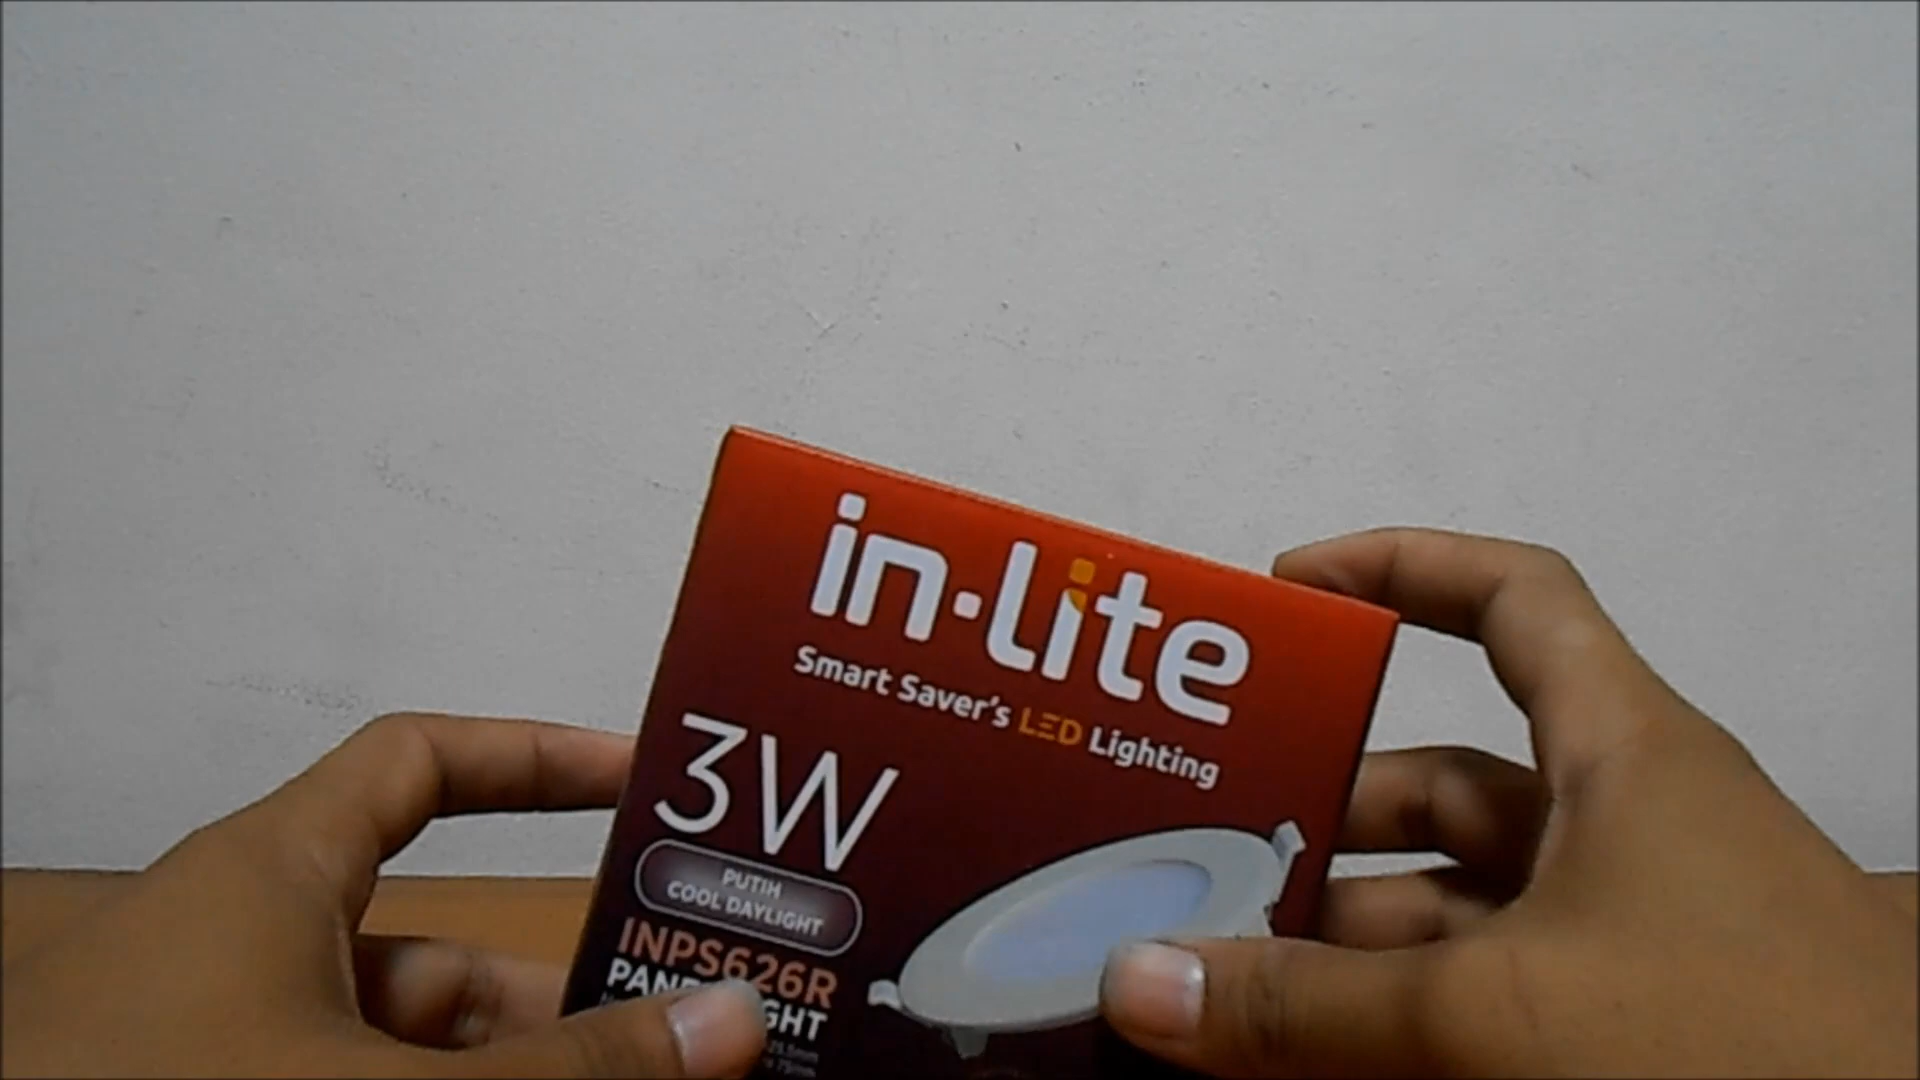 in·lite
Smart Saver's LED Lighting
3W
PUTIH
COOL DAYLIGHT
INPS626R